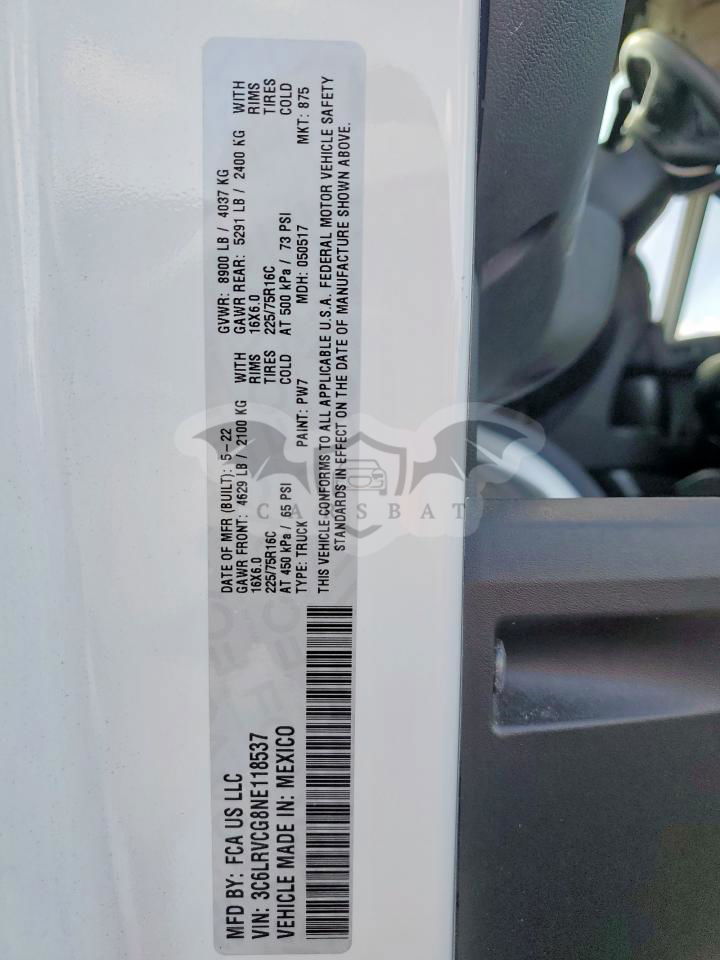 MFD BY: FCA US LLC
VIN: 3C6LRVCG8NE118537
VEHICLE MADE IN: MEXICO
DATE OF MFR (BUILT): 5-22 GVWR: 8900 LB / 4037 KG
GAWR FRONT: 4629 LB / 2100 KG WITH GAWR REAR: 5291 LB / 2400 KG WITH
16X6.0 RIMS 16X6.0 RIMS
225/75R16C TIRES 225/75R16C TIRES
AT 450 kPa / 65 PSI COLD AT 500 kPa / 73 PSI COLD
TYPE: TRUCK PAINT: PW7 MDH: 050517 MKT: 875
THIS VEHICLE CONFORMS TO ALL APPLICABLE U.S.A. FEDERAL MOTOR VEHICLE SAFETY
STANDARDS IN EFFECT ON THE DATE OF MANUFACTURE SHOWN ABOVE.
CARSBAT